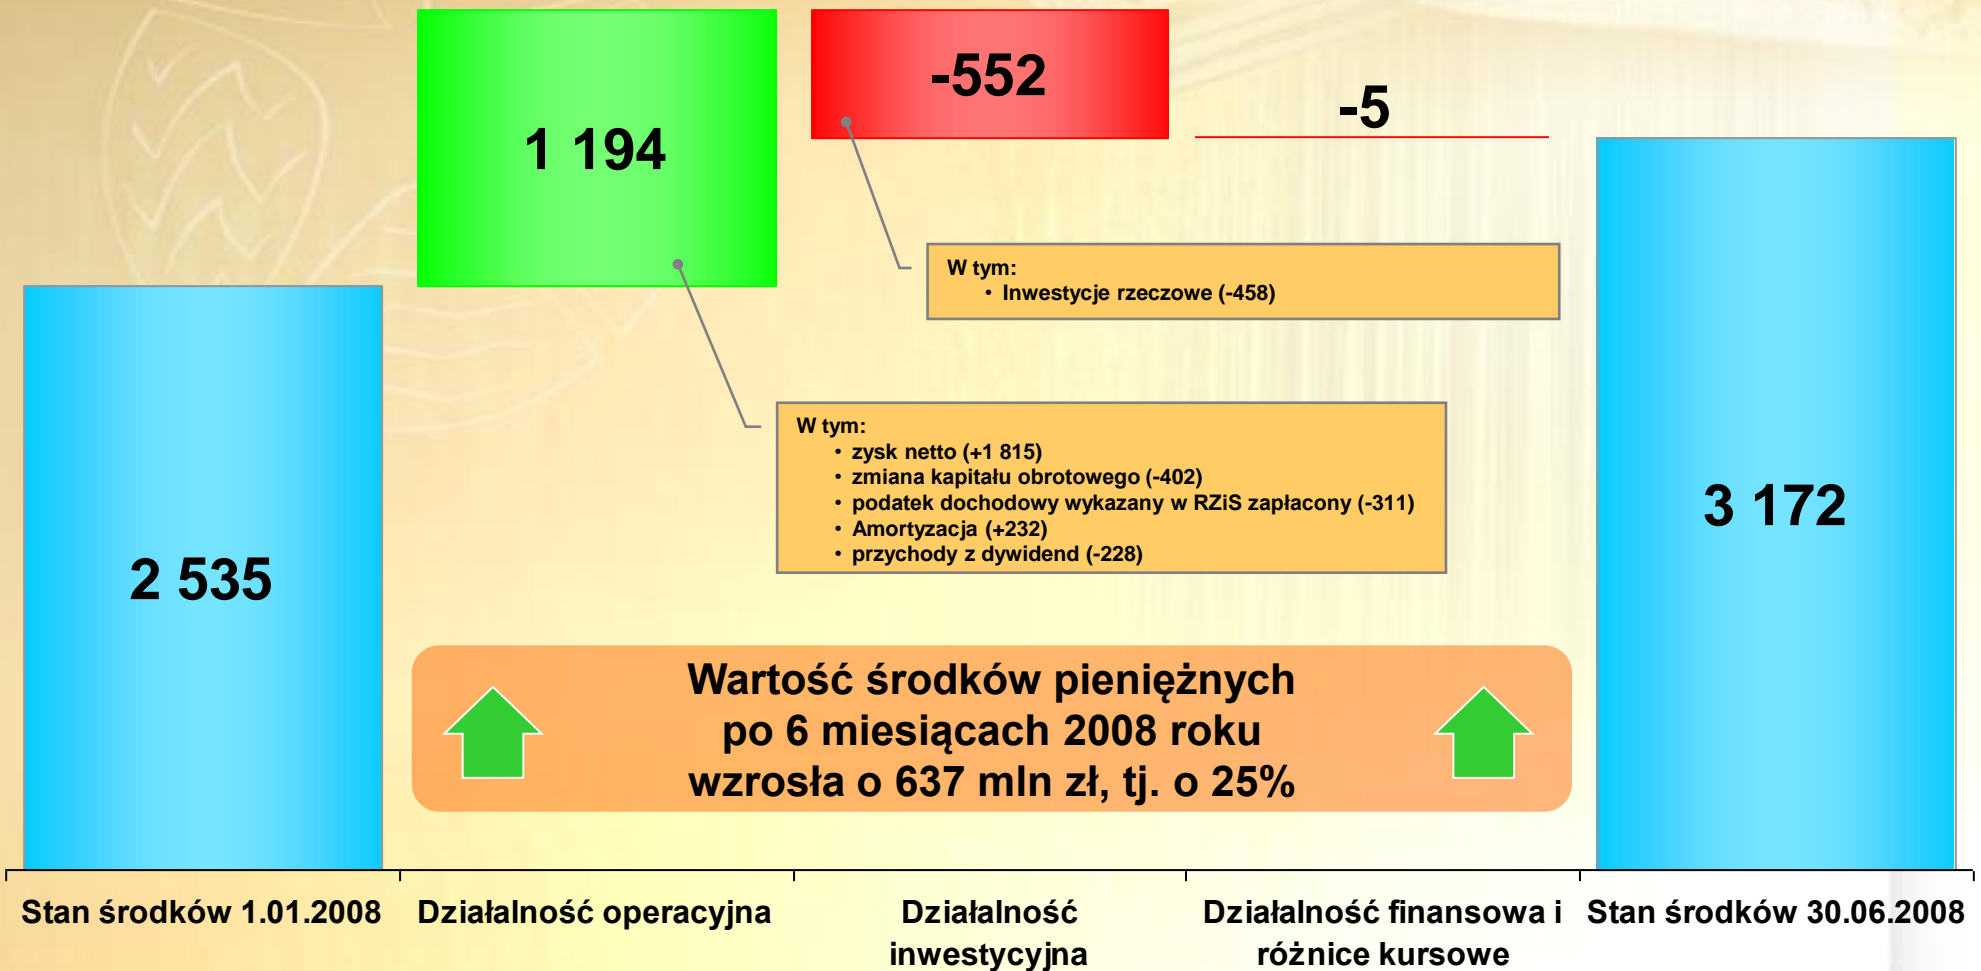 -552
-5
1 194
W tym:
• Inwestycje rzeczowe (-458)
W tym:
• zysk netto (+1 815)
• zmiana kapitału obrotowego (-402)
• podatek dochodowy wykazany w RZiS zapłacony (-311)
• Amortyzacja (+232)
• przychody z dywidend (-228)
2 535
3 172
Wartość środków pieniężnych
po 6 miesiącach 2008 roku
wzrosła o 637 mln zł, tj. o 25%
Stan środków 1.01.2008
Działalność operacyjna
Działalność
inwestycyjna
Działalność finansowa i
różnice kursowe
Stan środków 30.06.2008